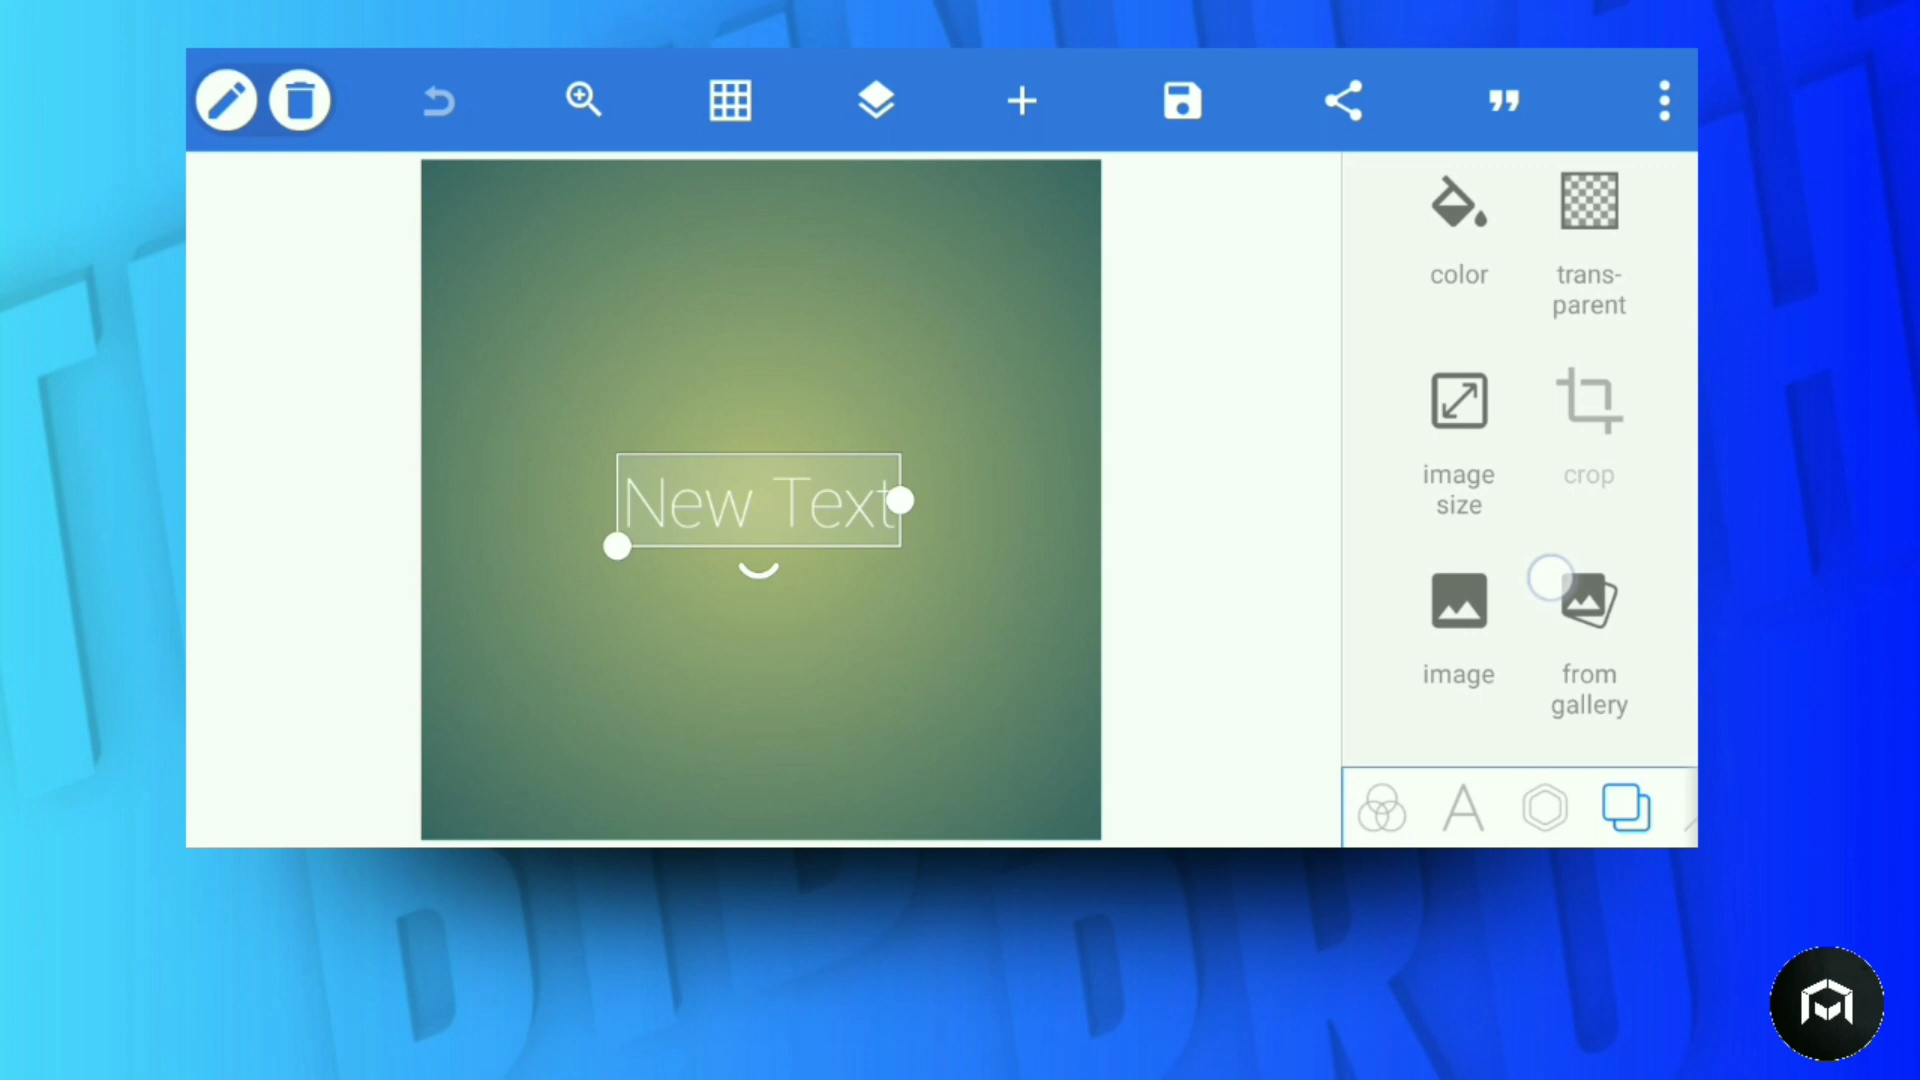 New Text
color
trans-
parent
image
size
crop
image
from
gallery